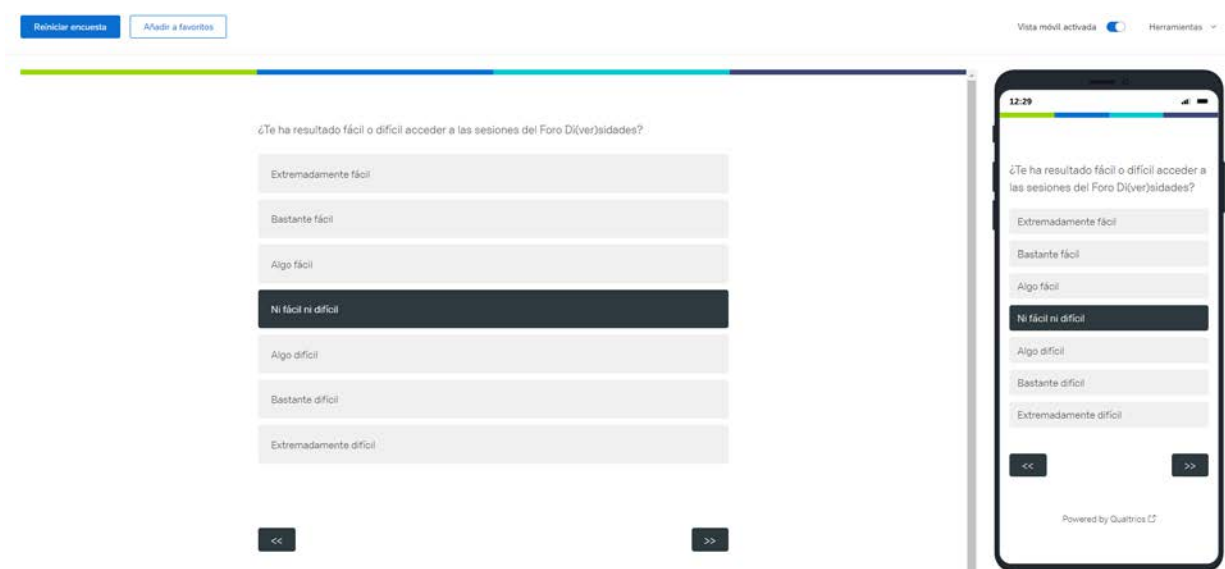 Reiniciar encuesta
Añadir a favoritos
Vista móvil activada
Herramientas
¿Te ha resultado fácil o difícil acceder a las sesiones del Foro Di(ver)sidades?
Extremadamente fácil
Bastante fácil
Algo fácil
Ni fácil ni difícil
Algo difícil
Bastante difícil
Extremadamente difícil
<<
>>
12:29
¿Te ha resultado fácil o difícil acceder a
las sesiones del Foro Di(ver)sidades?
Extremadamente fácil
Bastante fácil
Algo fácil
Ni fácil ni difícil
Algo difícil
Bastante difícil
Extremadamente difícil
<<
>>
Powered by Qualtrics